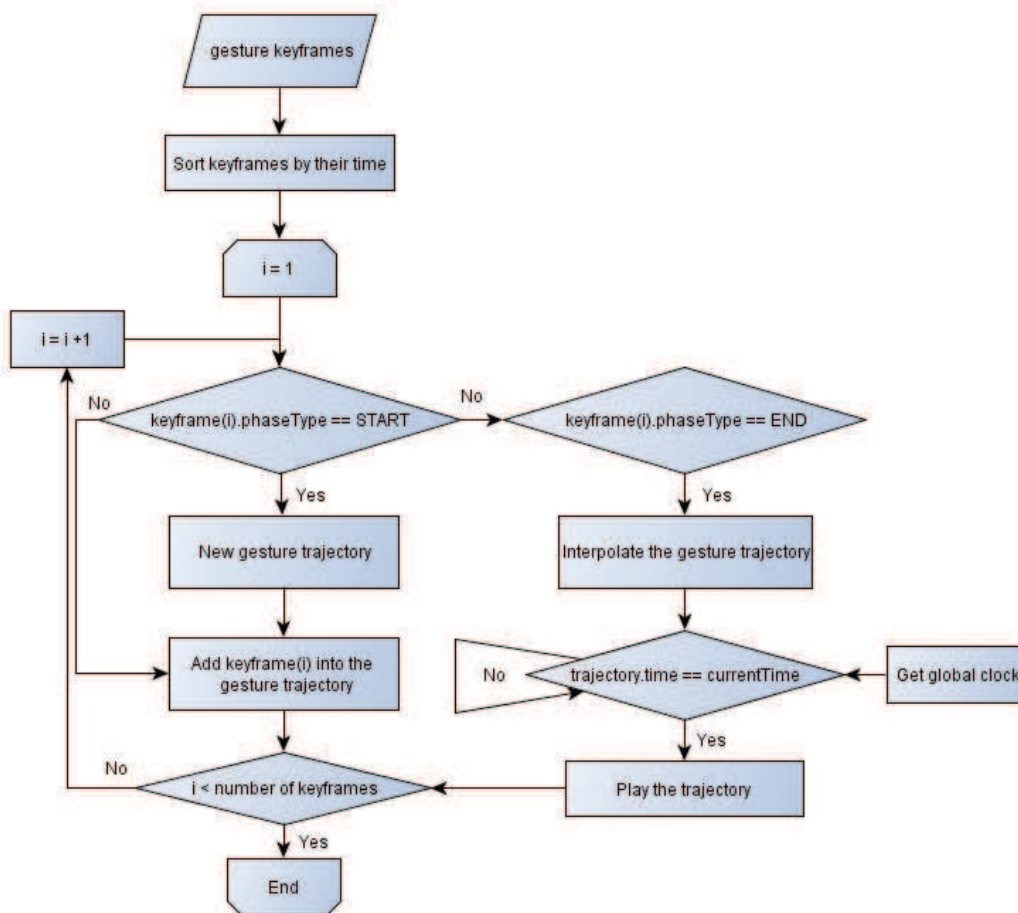 gesture keyframes
Sort keyframes by their time
i = 1
i = i +1
No
keyframe(i).phaseType == START
No
keyframe(i).phaseType == END
Yes
Yes
New gesture trajectory
Interpolate the gesture trajectory
Add keyframe(i) into the
gesture trajectory
No
trajectory.time == currentTime
Get global clock
Yes
No
i < number of keyframes
Play the trajectory
Yes
End